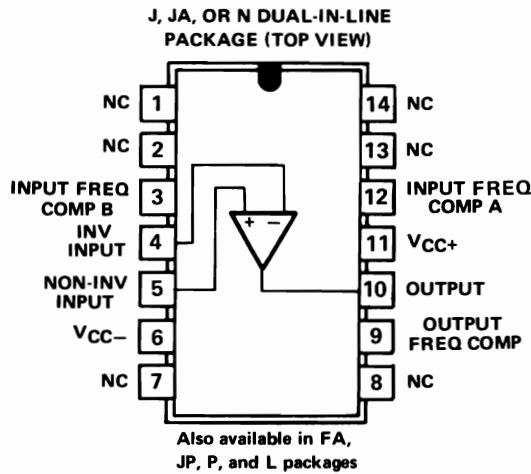 J, JA, OR N DUAL-IN-LINE
PACKAGE (TOP VIEW)
NC 1
14 NC
NC 2
13 NC
INPUT FREQ
COMP B
3
12
INPUT FREQ
COMP A
INV
INPUT
4
+ −
11 VCC+
NON-INV
INPUT
5
10 OUTPUT
VCC− 6
9
OUTPUT
FREQ COMP
NC 7
8 NC
Also available in FA,
JP, P, and L packages